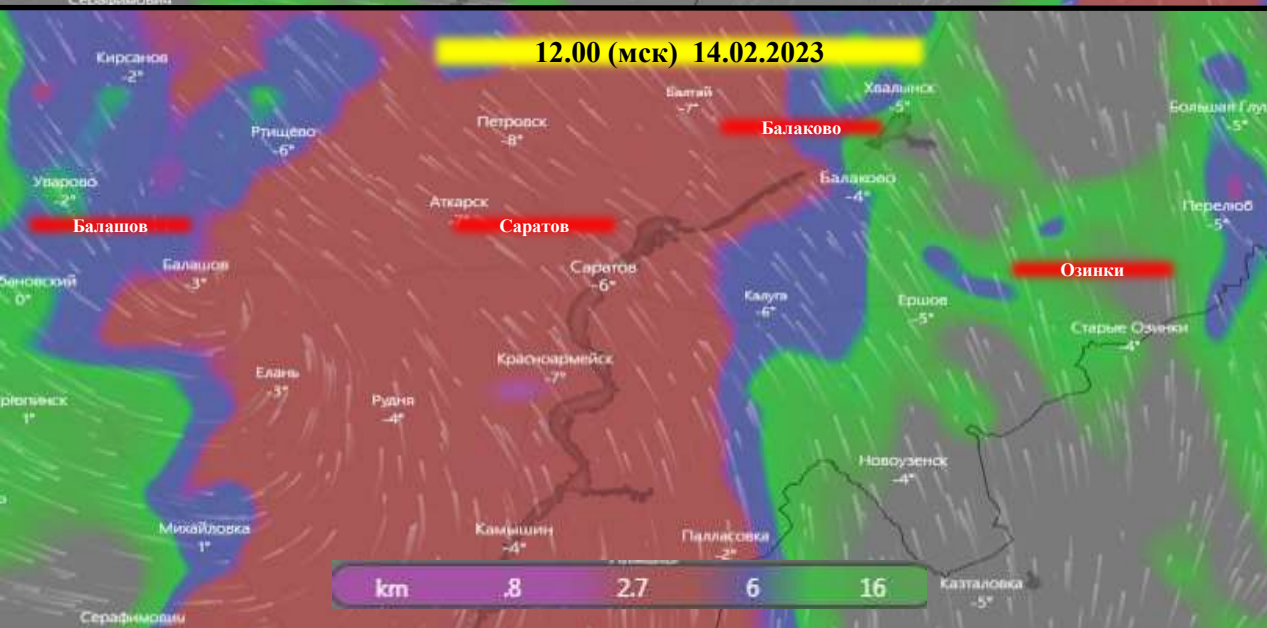 Серафимович
12.00 (мск) 14.02.2023
Кирсанов
-2°
Балтай
-7°
Хвалынск
-5°
Петровск
-8°
Ртищево
-6°
Балаково
-5°
Уварово
-2°
Балаково
-4°
Аткарск
-7°
Перелюб
-5°
Балашов
Саратов
Балашов
-3°
Саратов
-6°
Озинки
0°
Калуга
-6°
Ершов
-5°
Старые Озинки
-4°
Красноармейск
-7°
Елань
-3°
Рудня
-4°
1°
Новоузенск
-4°
Михайловка
1°
Камышин
-4°
Палласовка
-2°
km .8 2.7 6 16
Казталовка
-5°
Серафимович